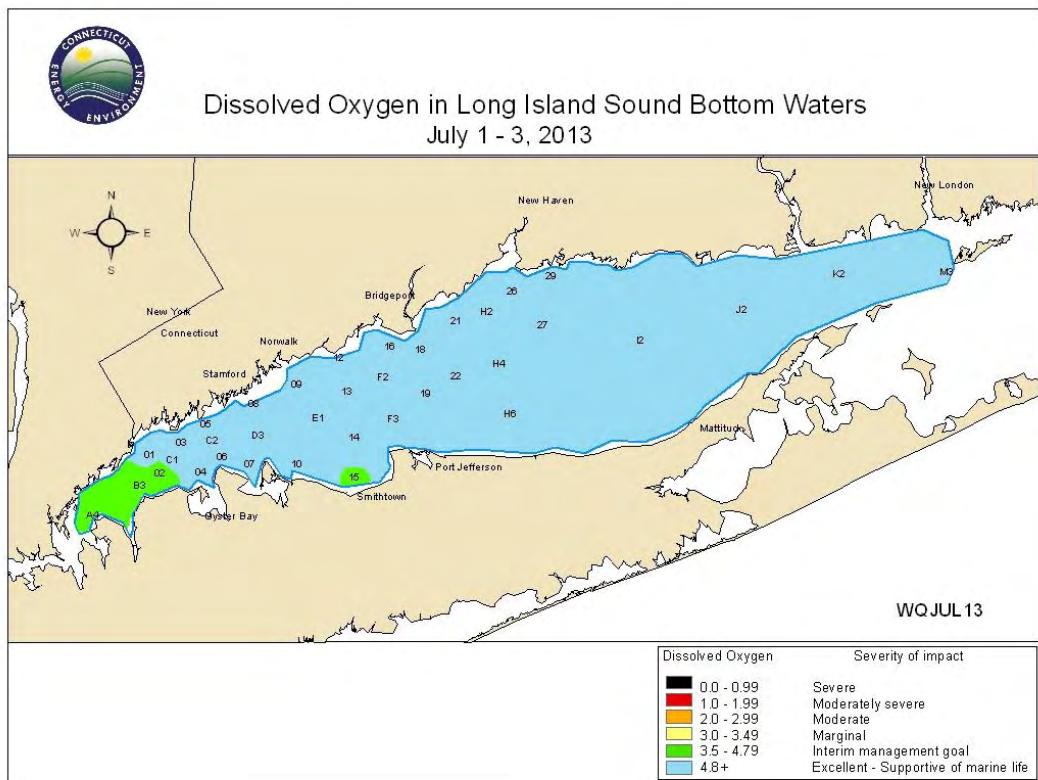 CONNECTICUT
ENERGY
ENVIRONMENT
Dissolved Oxygen in Long Island Sound Bottom Waters
July 1 - 3, 2013
N
W
E
S
New London
New Haven
Bridgeport
New York
Connecticut
Norwalk
Stamford
Mattituck
Port Jefferson
Smithtown
Oyster Bay
M3
K2
29
26
H2
J2
21
27
I2
16
18
12
H4
F2
22
09
13
19
08
E1
F3
H6
05
03
C2
D3
14
01
C1
06
07
10
02
04
15
B3
A4
WQJUL13
Dissolved Oxygen Severity of impact
0.0 - 0.99 Severe
1.0 - 1.99 Moderately severe
2.0 - 2.99 Moderate
3.0 - 3.49 Marginal
3.5 - 4.79 Interim management goal
4.8+ Excellent - Supportive of marine life